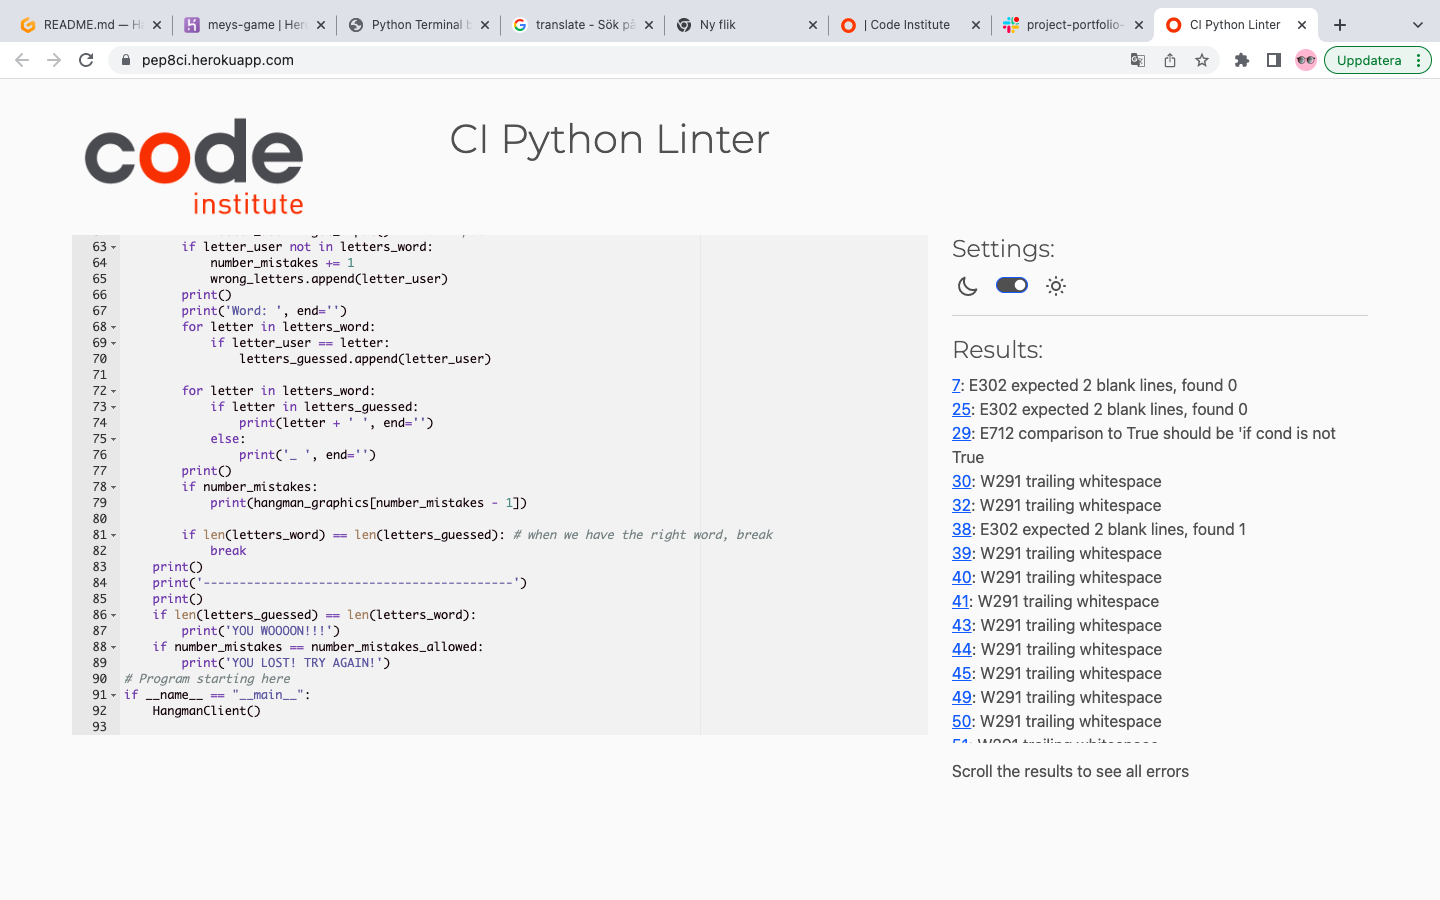 README.md — H
meys-game | Her
Python Terminal b
translate - Sök på
Ny flik
| Code Institute
project-portfolio-
CI Python Linter
pep8ci.herokuapp.com
Uppdatera
code
institute
CI Python Linter
63 if letter_user not in letters_word:
64 number_mistakes += 1
65 wrong_letters.append(letter_user)
66 print()
67 print('Word: ', end='')
68 for letter in letters_word:
69 if letter_user == letter:
70 letters_guessed.append(letter_user)
71
72 for letter in letters_word:
73 if letter in letters_guessed:
74 print(letter + ' ', end='')
75 else:
76 print('_ ', end='')
77 print()
78 if number_mistakes:
79 print(hangman_graphics[number_mistakes - 1])
80
81 if len(letters_word) == len(letters_guessed): # when we have the right word, break
82 break
83 print()
84 print('-------------------------------------------')
85 print()
86 if len(letters_guessed) == len(letters_word):
87 print('YOU WOOOON!!!')
88 if number_mistakes == number_mistakes_allowed:
89 print('YOU LOST! TRY AGAIN!')
90 # Program starting here
91 if __name__ == "__main__":
92 HangmanClient()
93
Settings:
Results:
7: E302 expected 2 blank lines, found 0
25: E302 expected 2 blank lines, found 0
29: E712 comparison to True should be 'if cond is not
True
30: W291 trailing whitespace
32: W291 trailing whitespace
38: E302 expected 2 blank lines, found 1
39: W291 trailing whitespace
40: W291 trailing whitespace
41: W291 trailing whitespace
43: W291 trailing whitespace
44: W291 trailing whitespace
45: W291 trailing whitespace
49: W291 trailing whitespace
50: W291 trailing whitespace
51: W291 trailing whitespace
Scroll the results to see all errors